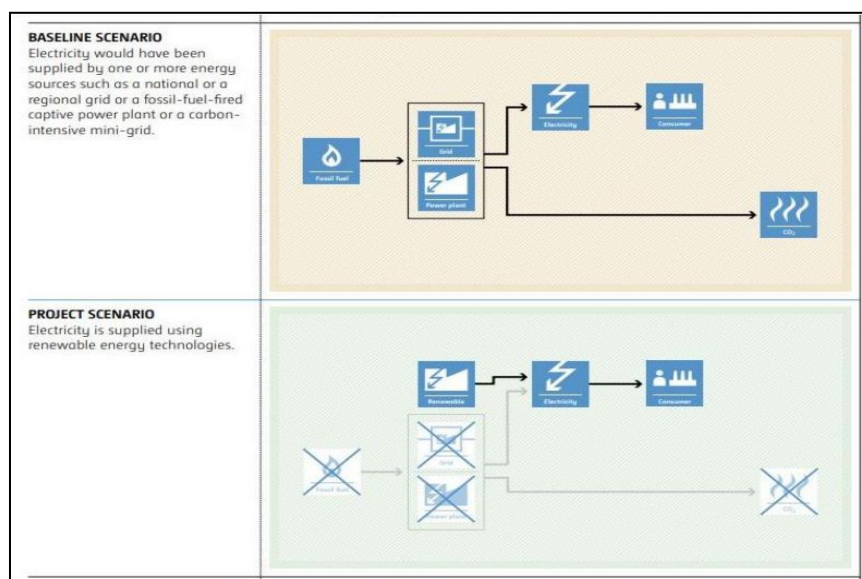 BASELINE SCENARIO
Electricity would have been
supplied by one or more energy
sources such as a national or a
regional grid or a fossil-fuel-fired
captive power plant or a carbon-
intensive mini-grid.
Electricity
Consumer
Grid
Fossil fuel
Power plant
CO₂
PROJECT SCENARIO
Electricity is supplied using
renewable energy technologies.
Renewable
Electricity
Consumer
Grid
Fossil fuel
Power plant
CO₂